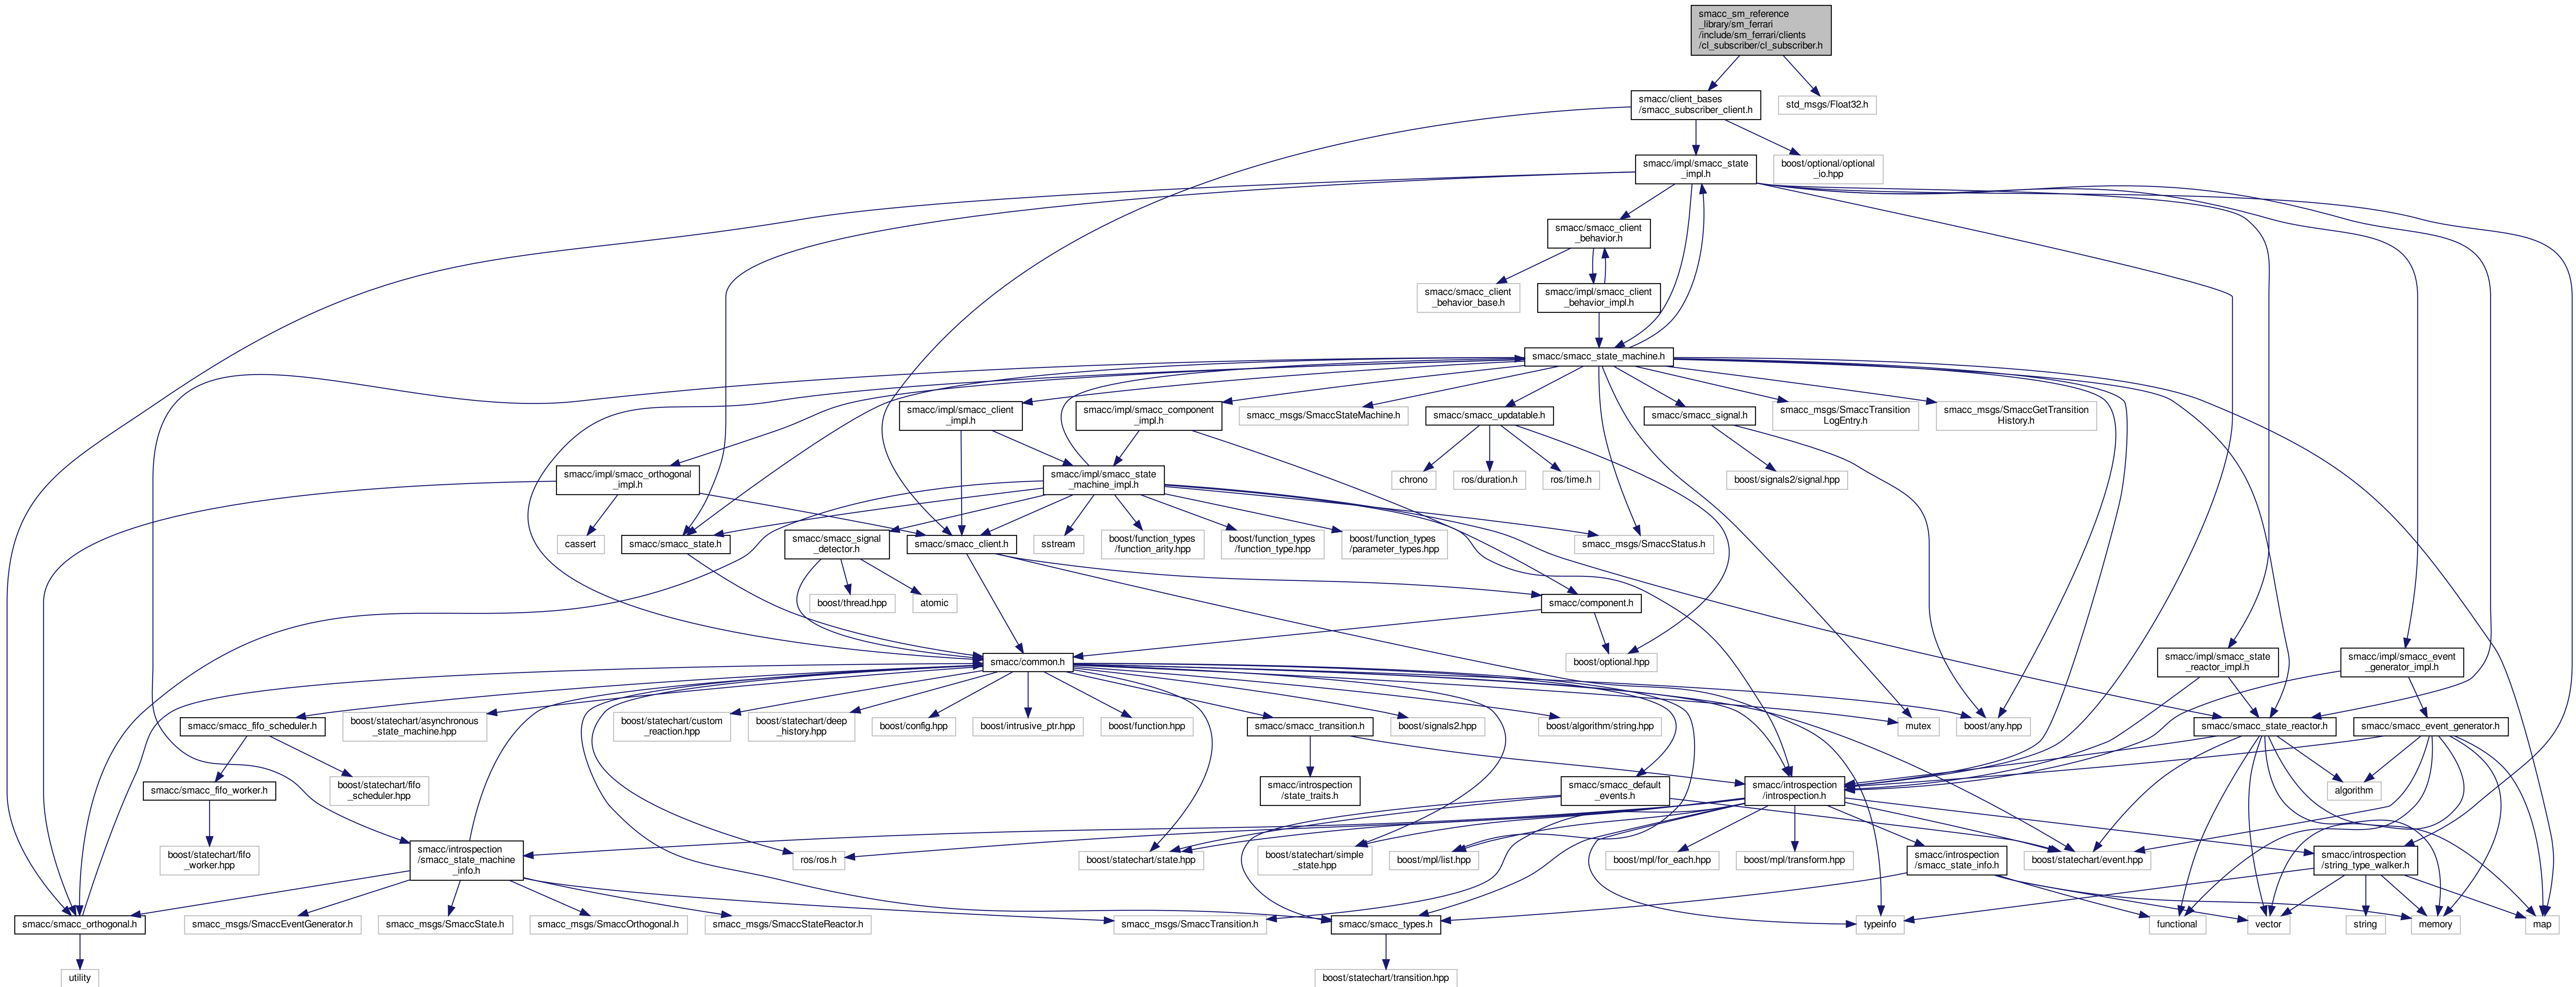 smacc_sm_reference
_library/sm_ferrari
/include/sm_ferrari/clients
/cl_subscriber/cl_subscriber.h
smacc/client_bases
/smacc_subscriber_client.h
std_msgs/Float32.h
smacc/impl/smacc_state
_impl.h
boost/optional/optional
_io.hpp
smacc/smacc_client
_behavior.h
smacc/smacc_client
_behavior_base.h
smacc/impl/smacc_client
_behavior_impl.h
smacc/smacc_state_machine.h
smacc/impl/smacc_client
_impl.h
smacc/impl/smacc_component
_impl.h
smacc_msgs/SmaccStateMachine.h
smacc/smacc_updatable.h
smacc/smacc_signal.h
smacc_msgs/SmaccTransition
LogEntry.h
smacc_msgs/SmaccGetTransition
History.h
smacc/impl/smacc_orthogonal
_impl.h
smacc/impl/smacc_state
_machine_impl.h
chrono
ros/duration.h
ros/time.h
boost/signals2/signal.hpp
cassert
smacc/smacc_state.h
smacc/smacc_signal
_detector.h
smacc/smacc_client.h
sstream
boost/function_types
/function_arity.hpp
boost/function_types
/function_type.hpp
boost/function_types
/parameter_types.hpp
smacc_msgs/SmaccStatus.h
boost/thread.hpp
atomic
smacc/component.h
smacc/common.h
boost/optional.hpp
smacc/impl/smacc_state
_reactor_impl.h
smacc/impl/smacc_event
_generator_impl.h
smacc/smacc_fifo_scheduler.h
boost/statechart/asynchronous
_state_machine.hpp
boost/statechart/custom
_reaction.hpp
boost/statechart/deep
_history.hpp
boost/config.hpp
boost/intrusive_ptr.hpp
boost/function.hpp
smacc/smacc_transition.h
boost/signals2.hpp
boost/algorithm/string.hpp
mutex
boost/any.hpp
smacc/smacc_state_reactor.h
smacc/smacc_event_generator.h
smacc/smacc_fifo_worker.h
boost/statechart/fifo
_scheduler.hpp
smacc/introspection
/state_traits.h
smacc/smacc_default
_events.h
smacc/introspection
/introspection.h
algorithm
boost/statechart/fifo
_worker.hpp
smacc/introspection
/smacc_state_machine
_info.h
ros/ros.h
boost/statechart/state.hpp
boost/statechart/simple
_state.hpp
boost/mpl/list.hpp
boost/mpl/for_each.hpp
boost/mpl/transform.hpp
smacc/introspection
/smacc_state_info.h
boost/statechart/event.hpp
smacc/introspection
/string_type_walker.h
smacc/smacc_orthogonal.h
smacc_msgs/SmaccEventGenerator.h
smacc_msgs/SmaccState.h
smacc_msgs/SmaccOrthogonal.h
smacc_msgs/SmaccStateReactor.h
smacc_msgs/SmaccTransition.h
smacc/smacc_types.h
typeinfo
functional
vector
string
memory
map
utility
boost/statechart/transition.hpp